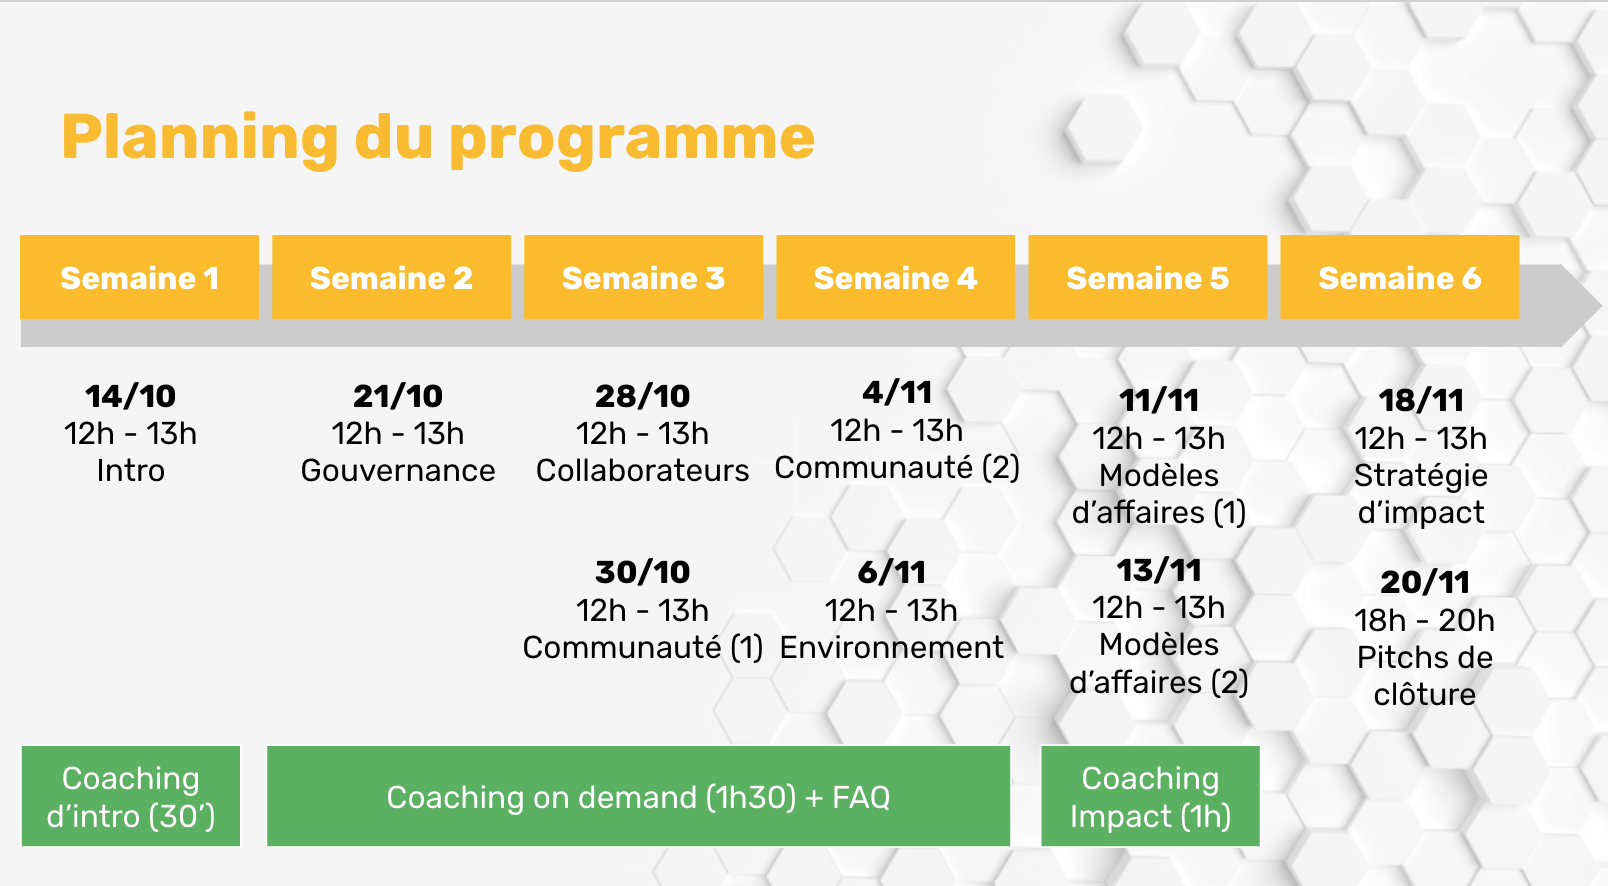 Planning du programme
Semaine 1
Semaine 2
Semaine 3
Semaine 4
Semaine 5
Semaine 6
14/10
12h - 13h
Intro
21/10
12h - 13h
Gouvernance
28/10
12h - 13h
Collaborateurs
30/10
12h - 13h
Communauté (1)
4/11
12h - 13h
Communauté (2)
6/11
12h - 13h
Environnement
11/11
12h - 13h
Modèles
d’affaires (1)
13/11
12h - 13h
Modèles
d’affaires (2)
18/11
12h - 13h
Stratégie
d’impact
20/11
18h - 20h
Pitchs de
clôture
Coaching
d’intro (30’)
Coaching on demand (1h30) + FAQ
Coaching
Impact (1h)